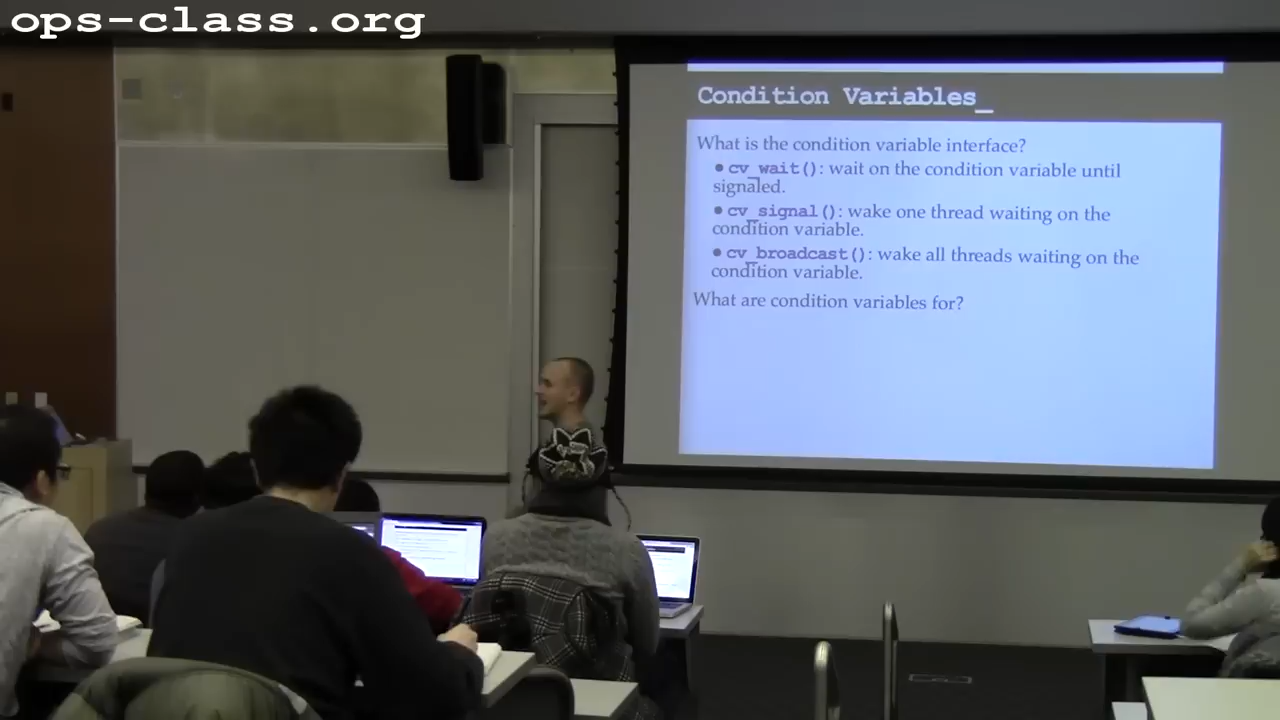 ops-class.org
Condition Variables_
What is the condition variable interface?
• cv_wait(): wait on the condition variable until
signaled.
• cv_signal(): wake one thread waiting on the
condition variable.
• cv_broadcast(): wake all threads waiting on the
condition variable.
What are condition variables for?